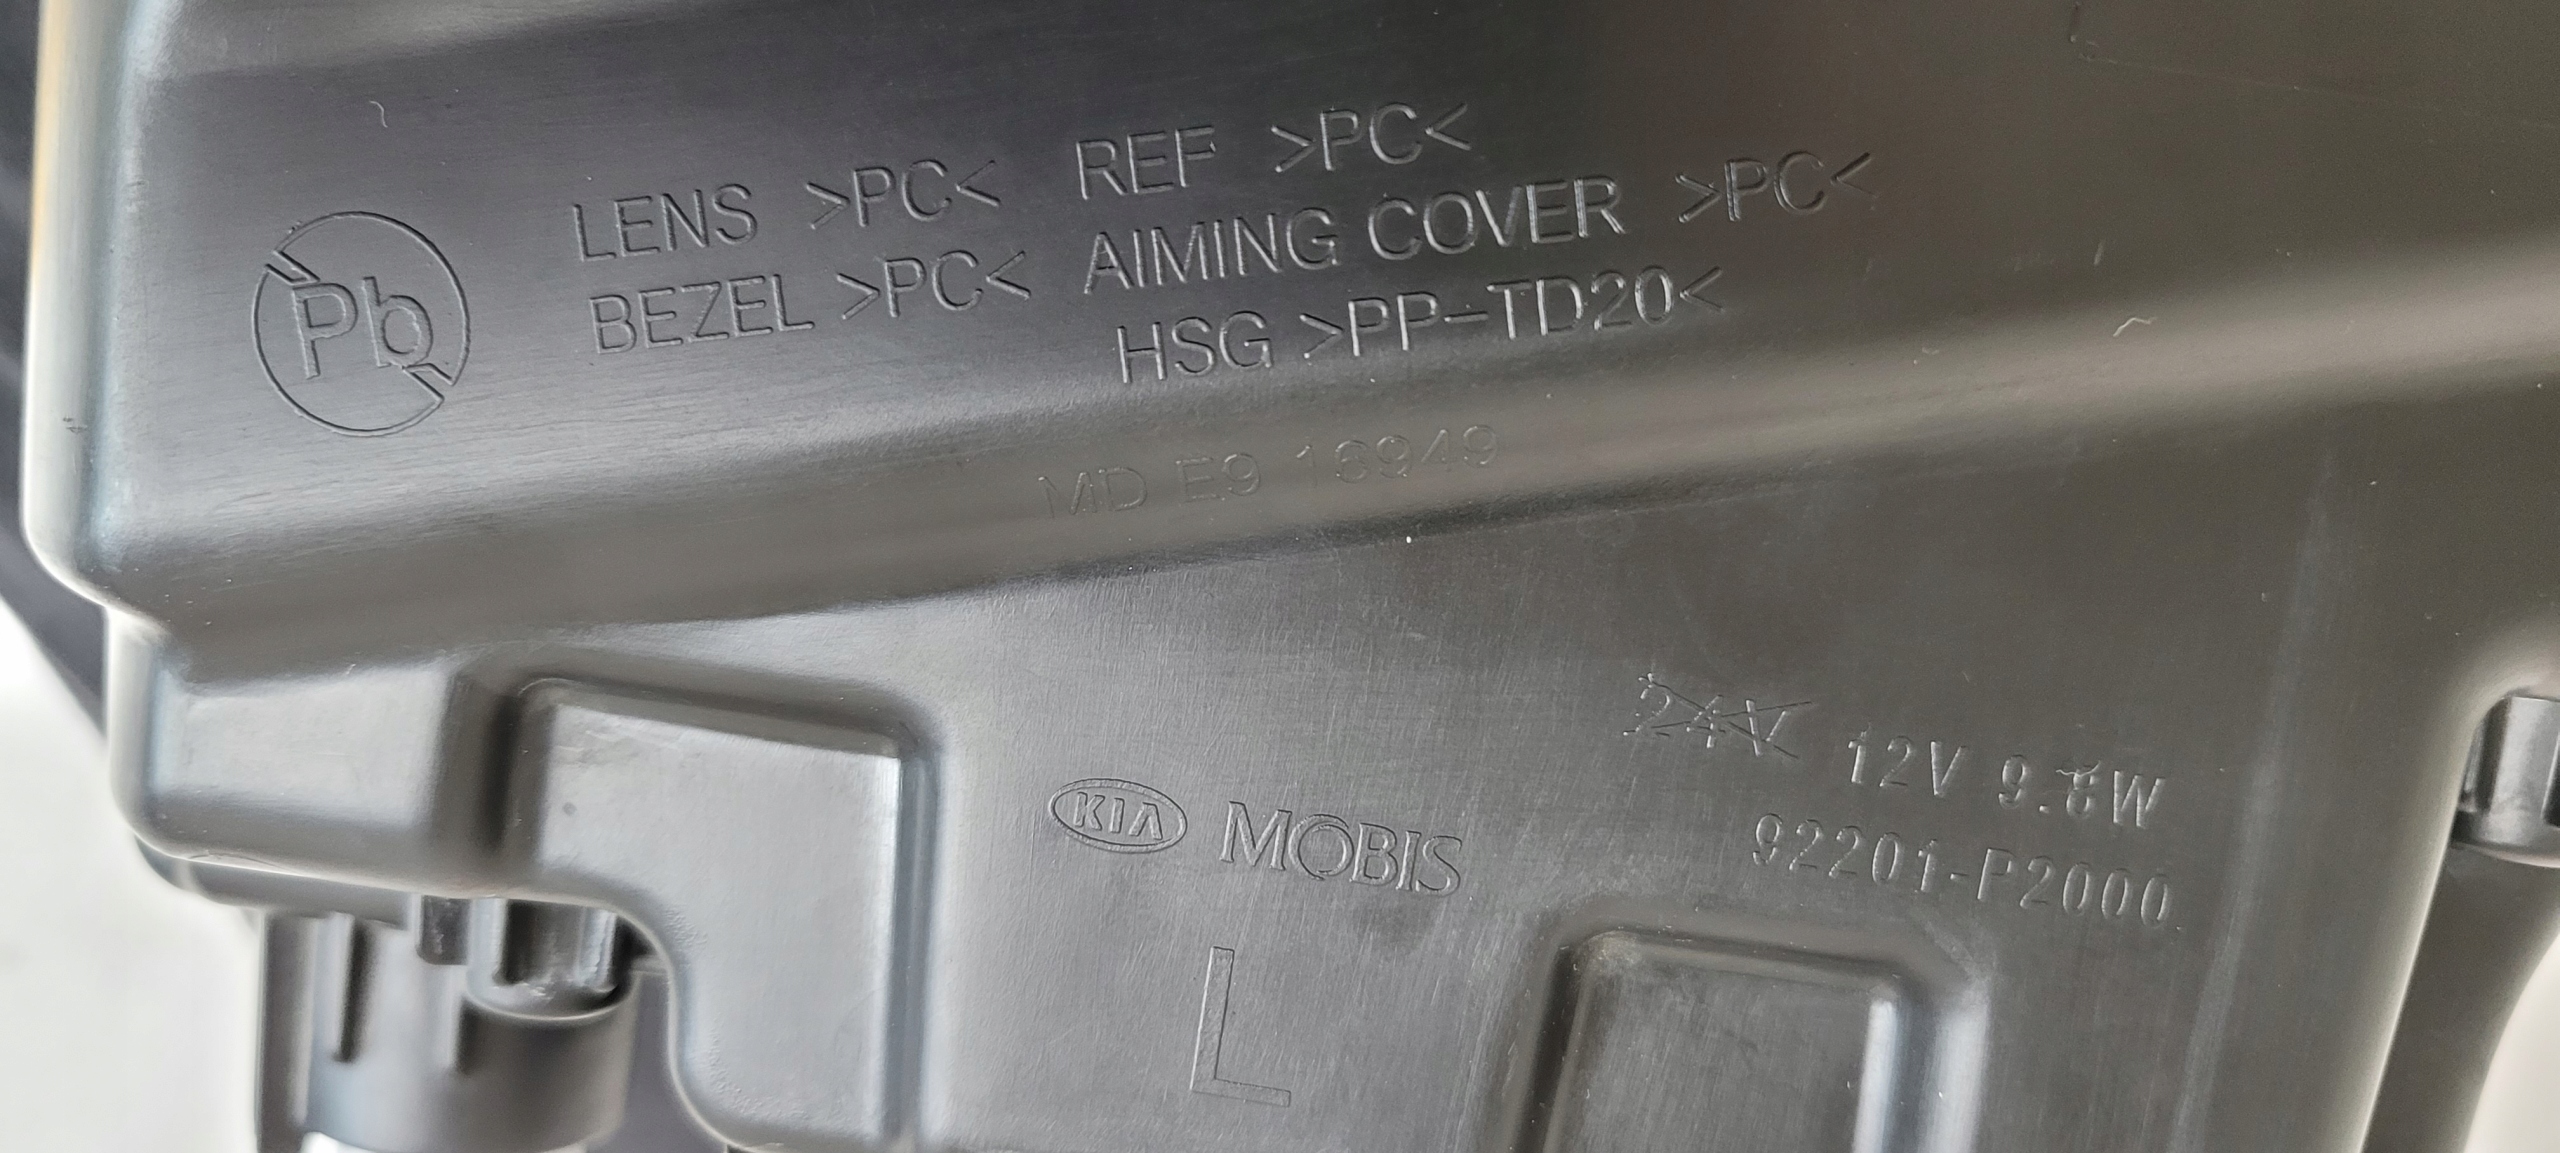 Pb
LENS >PC< REF >PC<
BEZEL >PC< AIMING COVER >PC<
HSG >PP-TD20<
MD E9 16949
24V 12V 9.8W
92201-P2000
KIA MOBIS
L